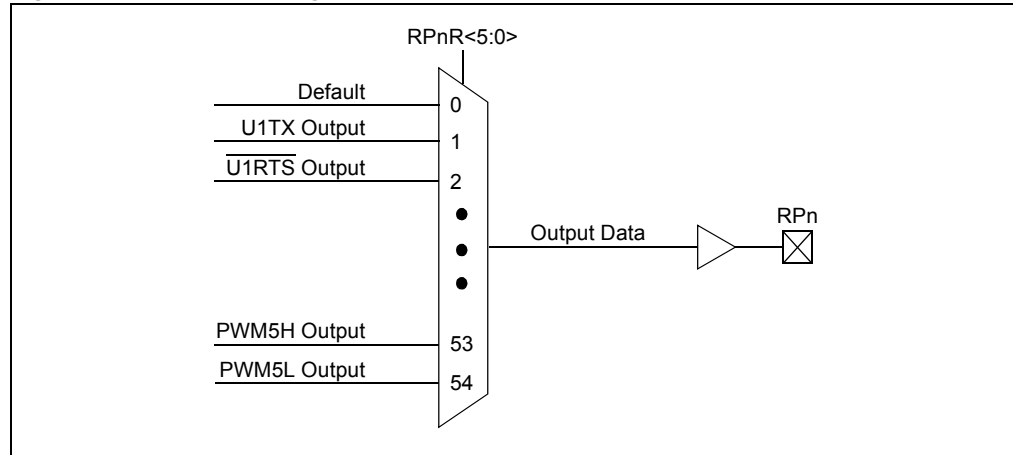 RPnR<5:0>
Default
0
U1TX Output
1
U1RTS Output
2
Output Data
RPn
PWM5H Output
53
PWM5L Output
54